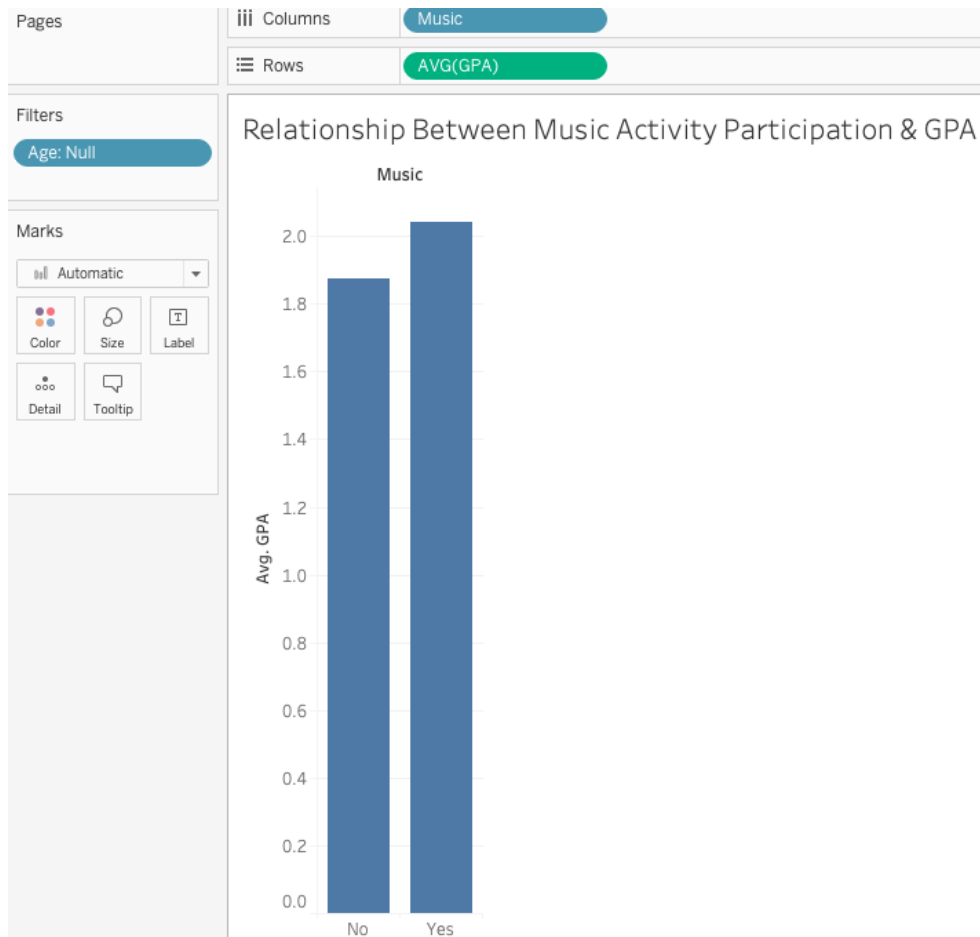 Pages
Columns
Music
Rows
AVG(GPA)
Filters
Age: Null
Marks
Automatic
Color
Size
T
Label
Detail
Tooltip
Relationship Between Music Activity Participation & GPA
Music
Avg. GPA
2.0
1.8
1.6
1.4
1.2
1.0
0.8
0.6
0.4
0.2
0.0
No
Yes